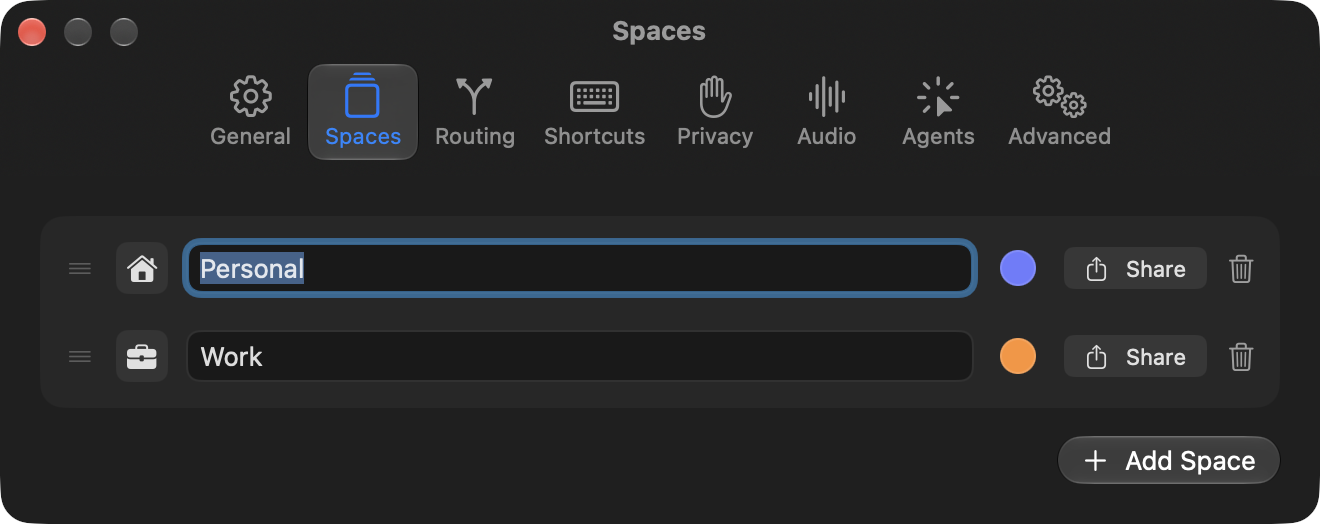 Spaces
General Spaces Routing Shortcuts Privacy Audio Agents Advanced
Personal Share
Work Share
Add Space